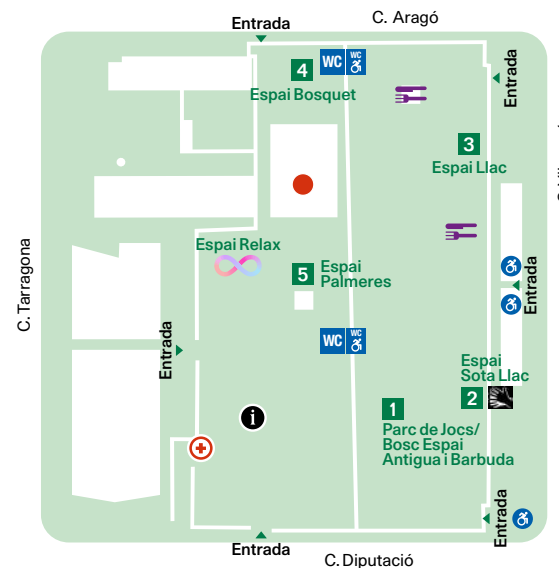 C. Aragó
Entrada
WC
WC
4
Espai Bosquet
Entrada
3
Espai Llac
C. Tarragona
Espai Relax
5
Espai
Palmeres
Entrada
Entrada
WC
WC
Espai
Sota Llac
2
1
Parc de Jocs/
Bosc Espai
Antigua i Barbuda
i
Entrada
Entrada
C. Diputació